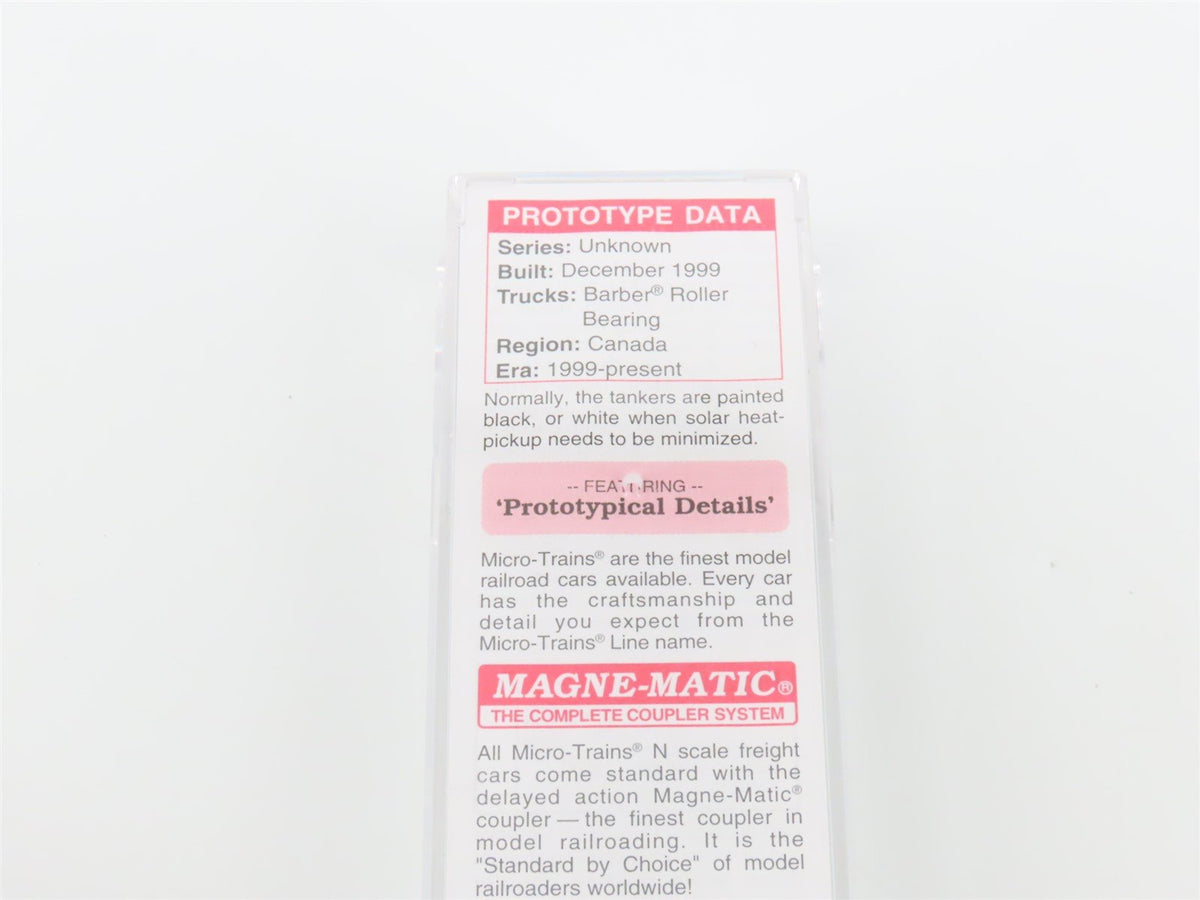 PROTOTYPE DATA
Series: Unknown
Built: December 1999
Trucks: Barber® Roller
Bearing
Region: Canada
Era: 1999-present
Normally, the tankers are painted
black, or white when solar heat-
pickup needs to be minimized.
-- FEATURING --
‘Prototypical Details’
Micro-Trains® are the finest model
railroad cars available. Every car
has the craftsmanship and
detail you expect from the
Micro-Trains® Line name.
MAGNE-MATIC®
THE COMPLETE COUPLER SYSTEM
All Micro-Trains® N scale freight
cars come standard with the
delayed action Magne-Matic®
coupler — the finest coupler in
model railroading. It is the
"Standard by Choice" of model
railroaders worldwide!